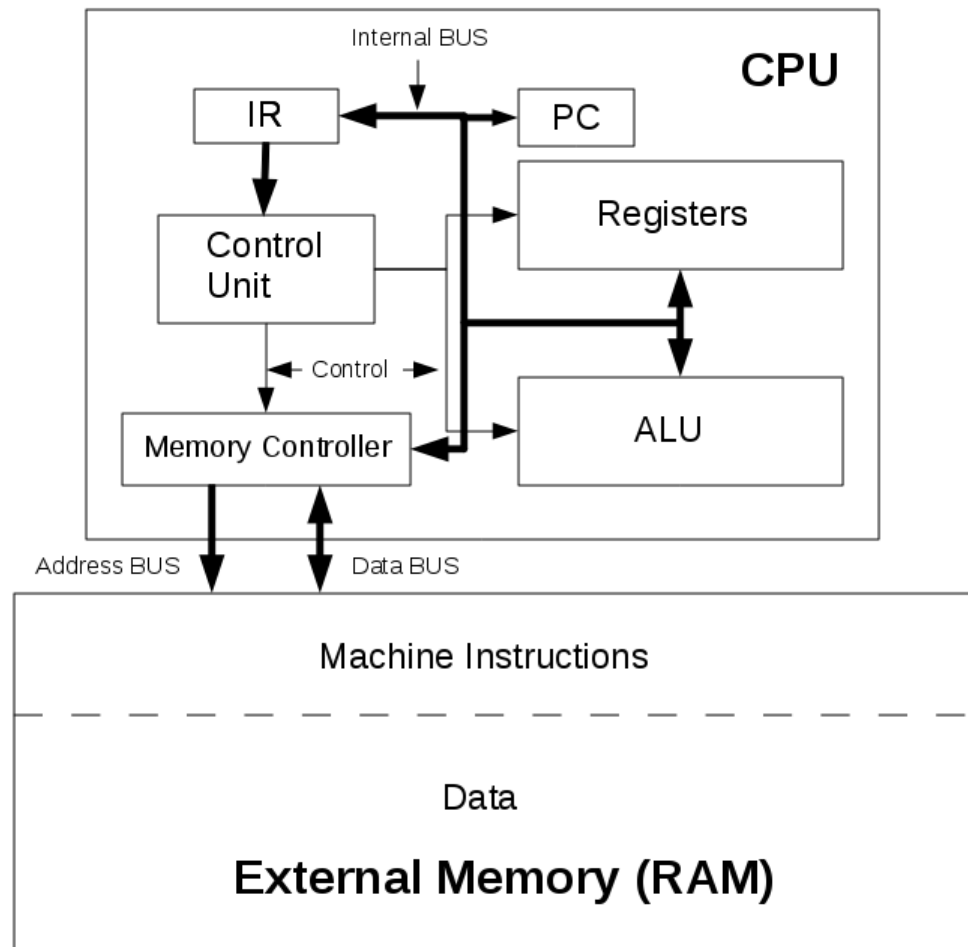 Internal BUS
CPU
IR
PC
Registers
Control
Unit
Control
ALU
Memory Controller
Address BUS
Data BUS
Machine Instructions
Data
External Memory (RAM)